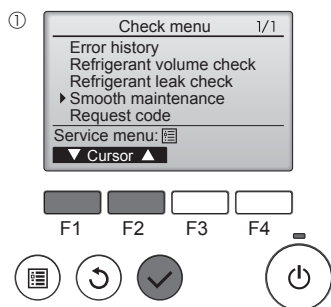 ①
Check menu 1/1
Error history
Refrigerant volume check
Refrigerant leak check
Smooth maintenance
Request code
Service menu:
▼ Cursor ▲
F1 F2 F3 F4